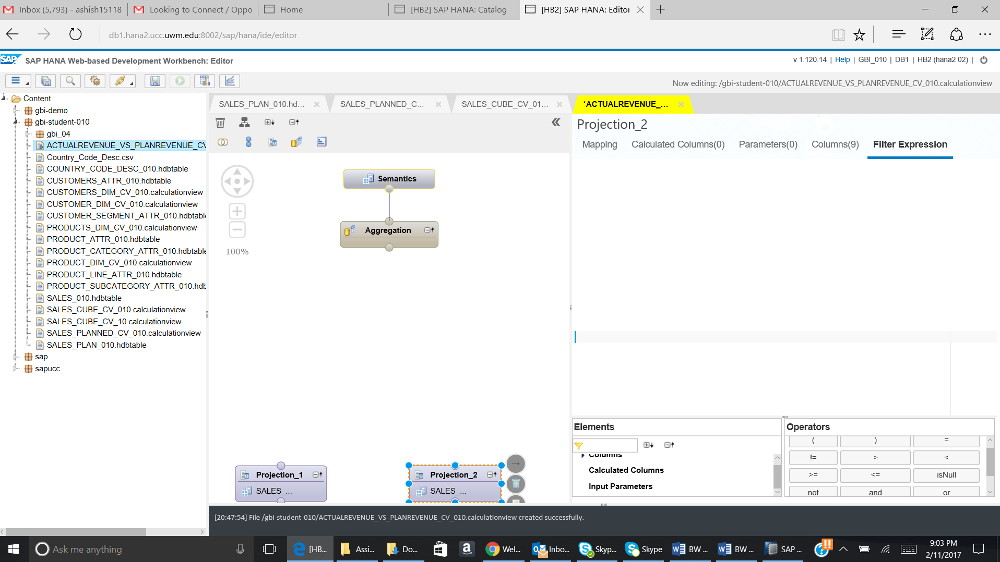 Inbox (5,793) - ashish15118
Looking to Connect / Oppo
Home
[HB2] SAP HANA: Catalog
[HB2] SAP HANA: Editor
db1.hana2.ucc.uwm.edu:8002/sap/hana/ide/editor
SAP
SAP HANA Web-based Development Workbench: Editor
v 1.120.14 | Help | GBI_010 | DB1 | HB2 (hana2 02) |
Now editing: /gbi-student-010/ACTUALREVENUE_VS_PLANREVENUE_CV_010.calculationview
Content
gbi-demo
gbi-student-010
gbi_04
ACTUALREVENUE_VS_PLANREVENUE_CV
Country_Code_Desc.csv
COUNTRY_CODE_DESC_010.hdbtable
CUSTOMERS_ATTR_010.hdbtable
CUSTOMERS_DIM_CV_010.calculationview
CUSTOMER_DIM_CV_010.calculationview
CUSTOMER_SEGMENT_ATTR_010.hdbtable
PRODUCTS_DIM_CV_010.calculationview
PRODUCT_ATTR_010.hdbtable
PRODUCT_CATEGORY_ATTR_010.hdbtable
PRODUCT_DIM_CV_010.calculationview
PRODUCT_LINE_ATTR_010.hdbtable
PRODUCT_SUBCATEGORY_ATTR_010.hdb
SALES_010.hdbtable
SALES_CUBE_CV_010.calculationview
SALES_CUBE_CV_10.calculationview
SALES_PLANNED_CV_010.calculationview
SALES_PLAN_010.hdbtable
sap
sapucc
SALES_PLAN_010.hd...
SALES_PLANNED_C...
SALES_CUBE_CV_01...
*ACTUALREVENUE_...
100%
Semantics
Aggregation
Projection_1
SALES_...
Projection_2
SALES_...
Projection_2
Mapping
Calculated Columns(0)
Parameters(0)
Columns(9)
Filter Expression
Elements
Columns
Calculated Columns
Input Parameters
Operators
( ) =
!= > <
>= <= isNull
not and or
[20:47:54] File /gbi-student-010/ACTUALREVENUE_VS_PLANREVENUE_CV_010.calculationview created successfully.
Ask me anything
[HB...
Assi...
Do...
Wel...
Inbo...
Skyp...
Skype
BW ...
BW ...
SAP ...
9:03 PM
2/11/2017